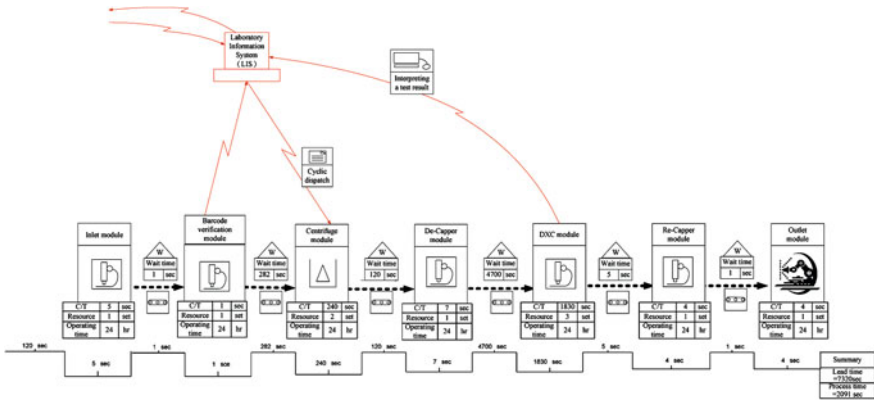 Laboratory
Information
System
(LIS)
Interpreting
a test result
Cyclic
dispatch
Inlet module
Barcode
verification
module
Centrifuge
module
De-Capper
module
DXC module
Re-Capper
module
Outlet
module
W
Wait time
1 sec
W
Wait time
282 sec
W
Wait time
120 sec
W
Wait time
4700 sec
W
Wait time
5 sec
W
Wait time
1 sec
C/T 5 sec
Resource 1 set
Operating time 24 hr
C/T 1 sec
Resource 1 set
Operating time 24 hr
C/T 240 sec
Resource 2 set
Operating time 24 hr
C/T 7 sec
Resource 1 set
Operating time 24 hr
C/T 1830 sec
Resource 3 set
Operating time 24 hr
C/T 4 sec
Resource 1 set
Operating time 24 hr
C/T 4 sec
Resource 1 set
Operating time 24 hr
120 sec 1 sec 282 sec 120 sec 4700 sec 5 sec 1 sec
5 sec 1 sce 240 sec 7 sec 1830 sec 4 sec 4 sec
Summary
Lead time
=7320sec
Process time
=2091 sec